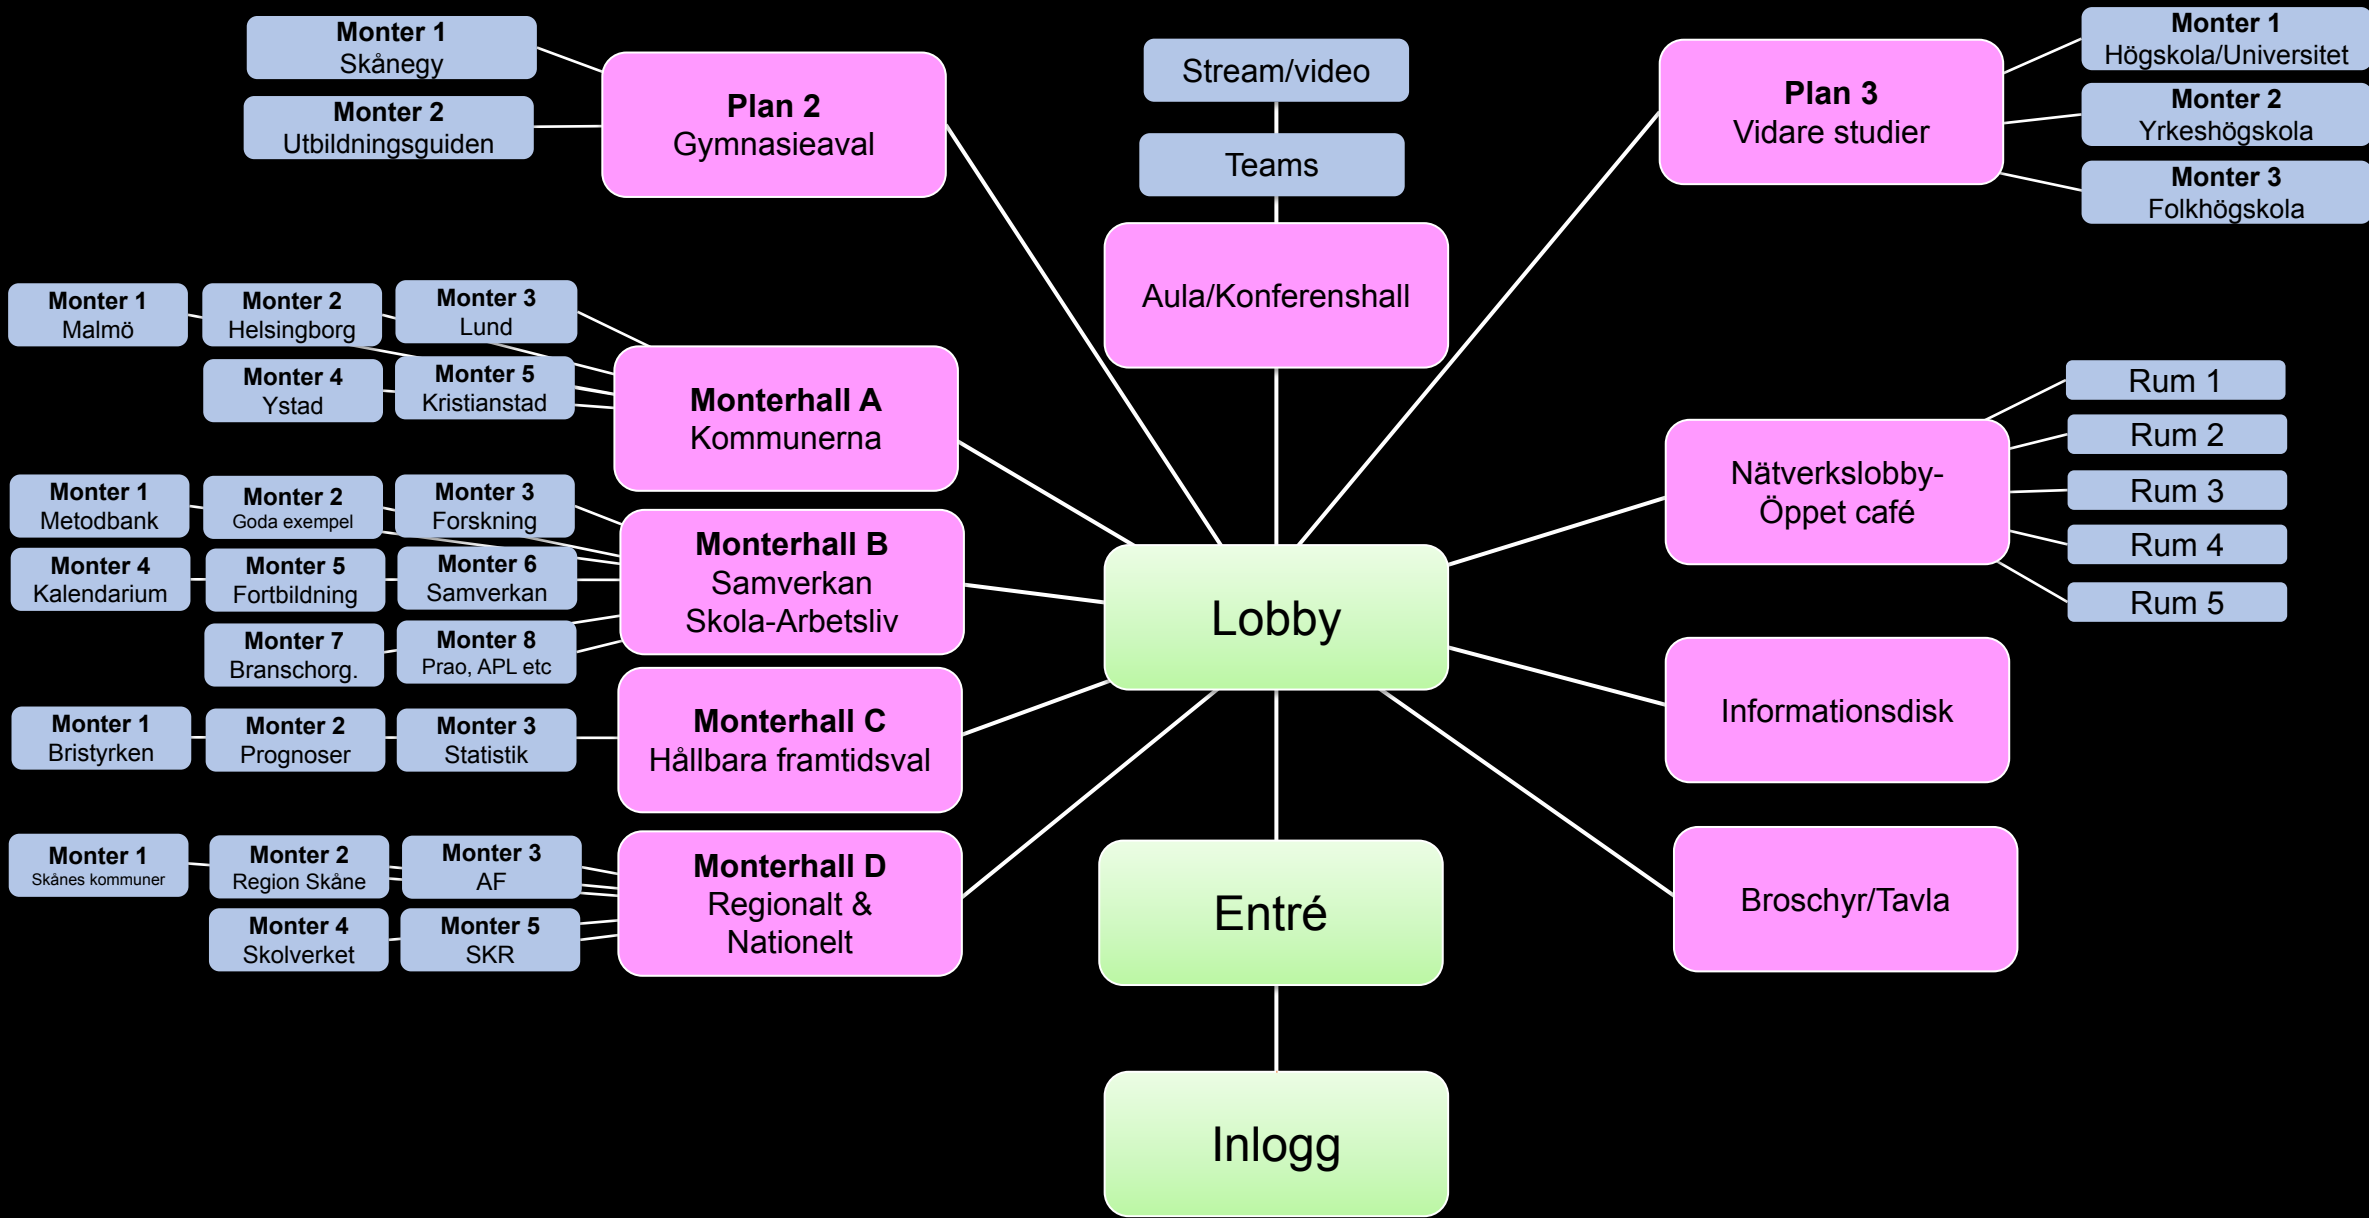 Monter 1
Skånegy
Monter 2
Utbildningsguiden
Plan 2
Gymnasieaval
Stream/video
Teams
Aula/Konferenshall
Plan 3
Vidare studier
Monter 1
Högskola/Universitet
Monter 2
Yrkeshögskola
Monter 3
Folkhögskola
Monter 1
Malmö
Monter 2
Helsingborg
Monter 3
Lund
Monter 4
Ystad
Monter 5
Kristianstad
Monterhall A
Kommunerna
Monter 1
Metodbank
Monter 2
Goda exempel
Monter 3
Forskning
Monter 4
Kalendarium
Monter 5
Fortbildning
Monter 6
Samverkan
Monter 7
Branschorg.
Monter 8
Prao, APL etc
Monterhall B
Samverkan
Skola-Arbetsliv
Monter 1
Bristyrken
Monter 2
Prognoser
Monter 3
Statistik
Monterhall C
Hållbara framtidsval
Monter 1
Skånes kommuner
Monter 2
Region Skåne
Monter 3
AF
Monter 4
Skolverket
Monter 5
SKR
Monterhall D
Regionalt &
Nationelt
Lobby
Entré
Inlogg
Nätverkslobby-
Öppet café
Rum 1
Rum 2
Rum 3
Rum 4
Rum 5
Informationsdisk
Broschyr/Tavla